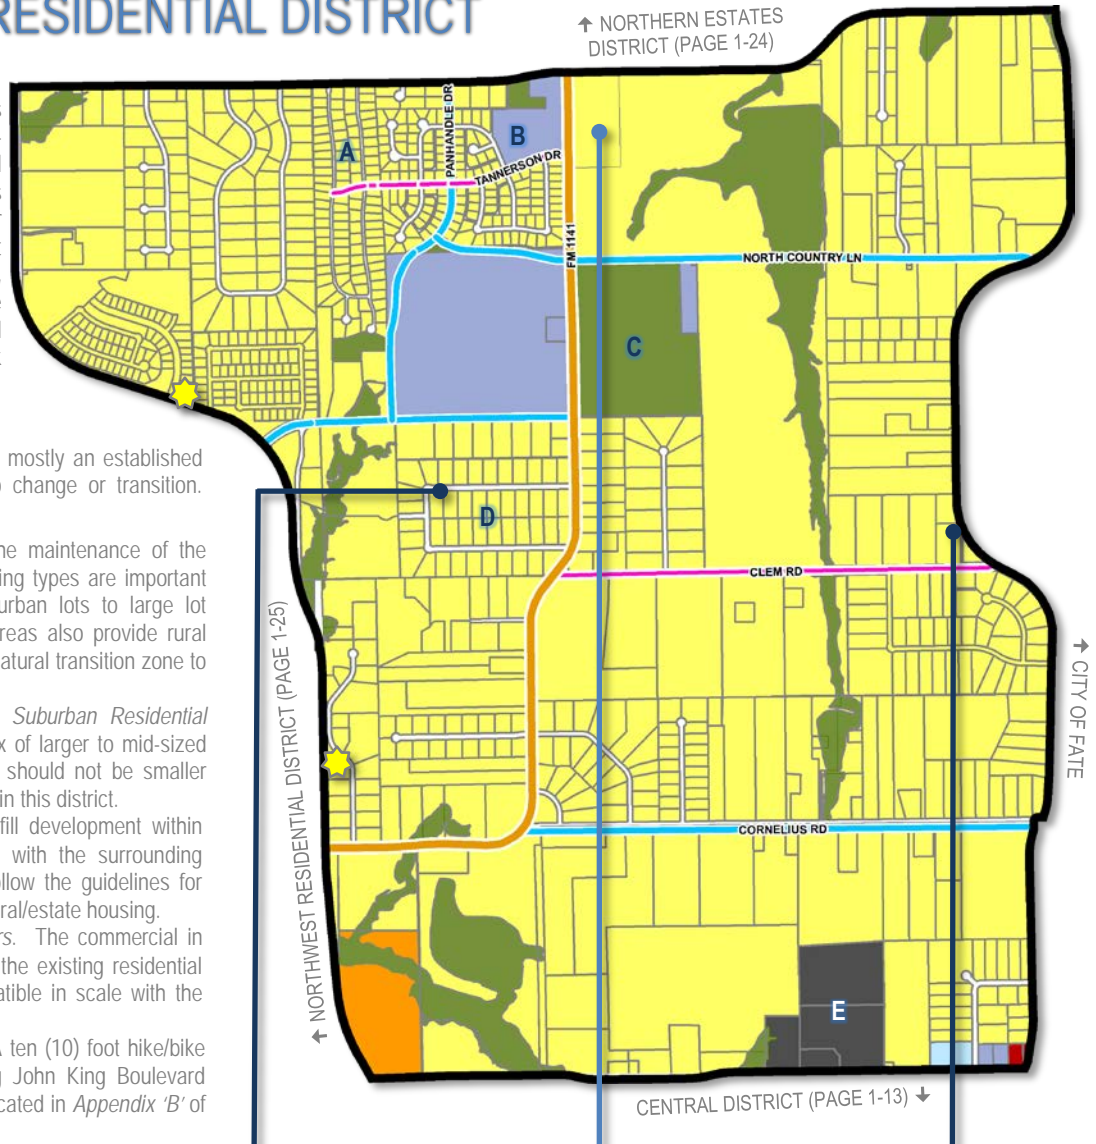 RESIDENTIAL DISTRICT
↑ NORTHERN ESTATES
DISTRICT (PAGE 1-24)
PANHANDLE DR
A
B
TANNERSON DR
FM 1141
NORTH COUNTRY LN
C
mostly an established
change or transition.
D
he maintenance of the
ing types are important
urban lots to large lot
reas also provide rural
atural transition zone to
CLEM RD
↑ NORTHWEST RESIDENTIAL DISTRICT (PAGE 1-25)
↑ CITY OF FATE
Suburban Residential
x of larger to mid-sized
should not be smaller
in this district.
fill development within
with the surrounding
ollow the guidelines for
ral/estate housing.
CORNELIUS RD
rs. The commercial in
the existing residential
atible in scale with the
E
A ten (10) foot hike/bike
g John King Boulevard
cated in Appendix 'B' of
CENTRAL DISTRICT (PAGE 1-13) ↓